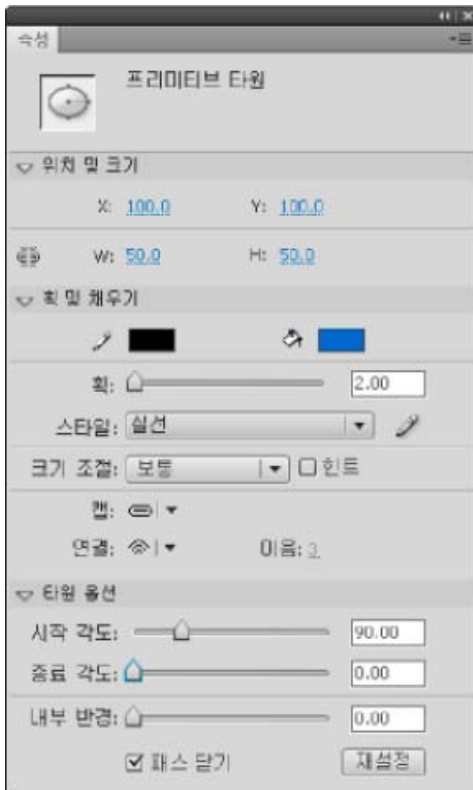 속성
프리미티브 타원
위치 및 크기
X: 100.0 Y: 100.0
W: 50.0 H: 50.0
획 및 채우기
획: 2.00
스타일: 실선
크기 조절: 보통 힌트
캡:
연결: 이음: 3
타원 옵션
시작 각도: 90.00
종료 각도: 0.00
내부 반경: 0.00
패스 닫기 재설정